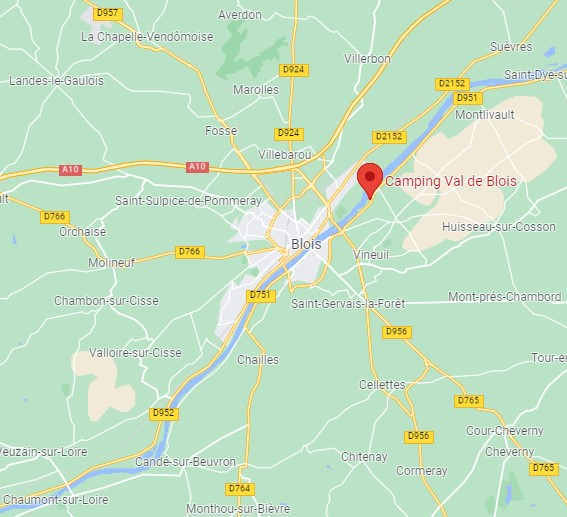 D957
Averdon
La Chapelle-Vendômoise
Villerbon
Suèvres
D924
Saint-Dyé-su
Landes-le-Gaulois
D2152
Marolles
D951
Montlivault
Fosse
D924
D2152
Villebarou
A10
A10
Camping Val de Blois
ult
Saint-Sulpice-de-Pommeray
D766
Orchaise
Huisseau-sur-Cosson
Blois
D766
Vineuil
Molineuf
D751
Chambon-sur-Cisse
Saint-Gervais-la-Forêt
Mont-prés-Chambord
D956
Valloire-sur-Cisse
Chailles
Tour-en
Cellettes
D765
D952
Cour-Cheverny
D956
Veuzain-sur-Loire
Cheverny
Chitenay
Candé-sur-Beuvron
D765
Cormeray
D764
Chaumont-sur-Loire
Monthou-sur-Bièvre